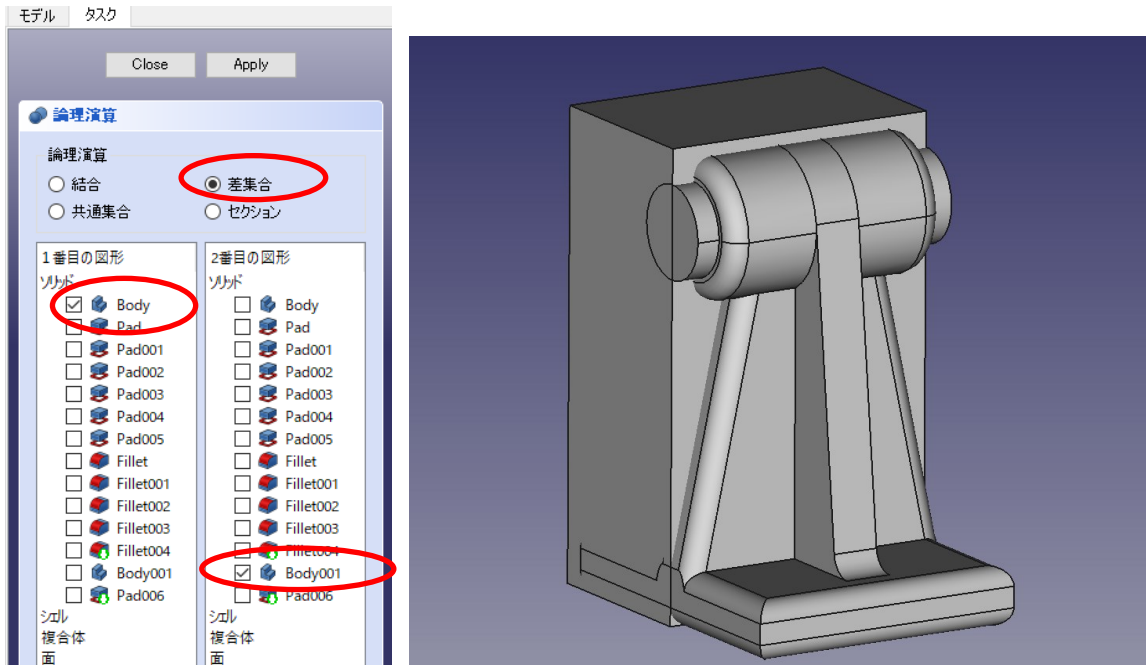 モデル タスク
Close Apply
論理演算
論理演算
結合 差集合
共通集合 セクション
1番目の図形 2番目の図形
ソリッド ソリッド
Body Body
Pad Pad
Pad001 Pad001
Pad002 Pad002
Pad003 Pad003
Pad004 Pad004
Pad005 Pad005
Fillet Fillet
Fillet001 Fillet001
Fillet002 Fillet002
Fillet003 Fillet003
Fillet004 Fillet004
Body001 Body001
Pad006 Pad006
シェル シェル
複合体 複合体
面 面